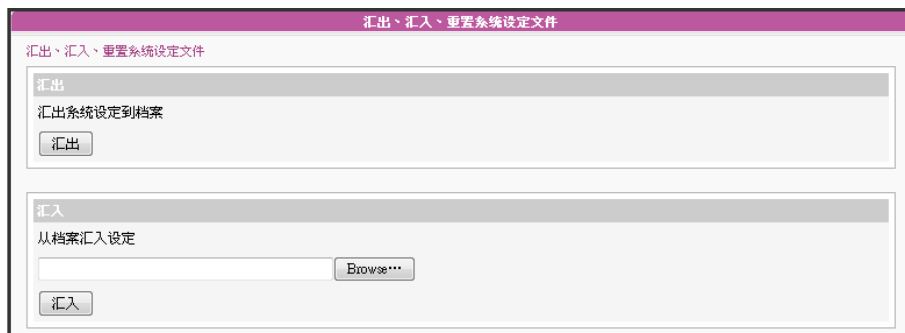 汇出、汇入、重置系统设定文件
汇出、汇入、重置系统设定文件
汇出
汇出系统设定到档案
汇出
汇入
从档案汇入设定
Browse…
汇入